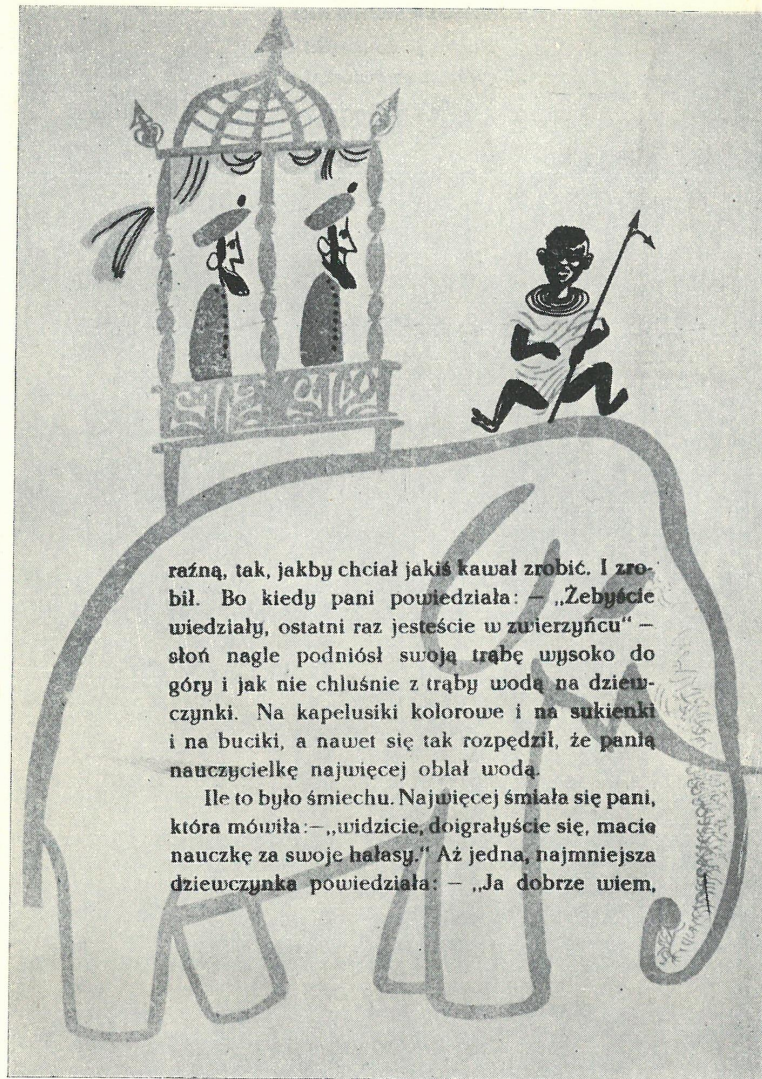 raźną, tak, jakby chciał jakiś kawał zrobić. I zro-
bił. Bo kiedy pani powiedziała: — „Żebyście
wiedziały, ostatni raz jesteście w zwierzyńcu“ —
słoń nagle podniósł swoją trąbę wysoko do
góry i jak nie chluśnie z trąby wodą na dziew-
czynki. Na kapelusiki kolorowe i na sukienki
i na buciki, a nawet się tak rozpędził, że panią
nauczycielkę najwięcej oblał wodą.
Ile to było śmiechu. Najwięcej śmiała się pani,
która mówiła:—„widzicie, doigrałyście się, macie
nauczkę za swoje hałasy.“ Aż jedna, najmniejsza
dziewczynka powiedziała: — „Ja dobrze wiem,